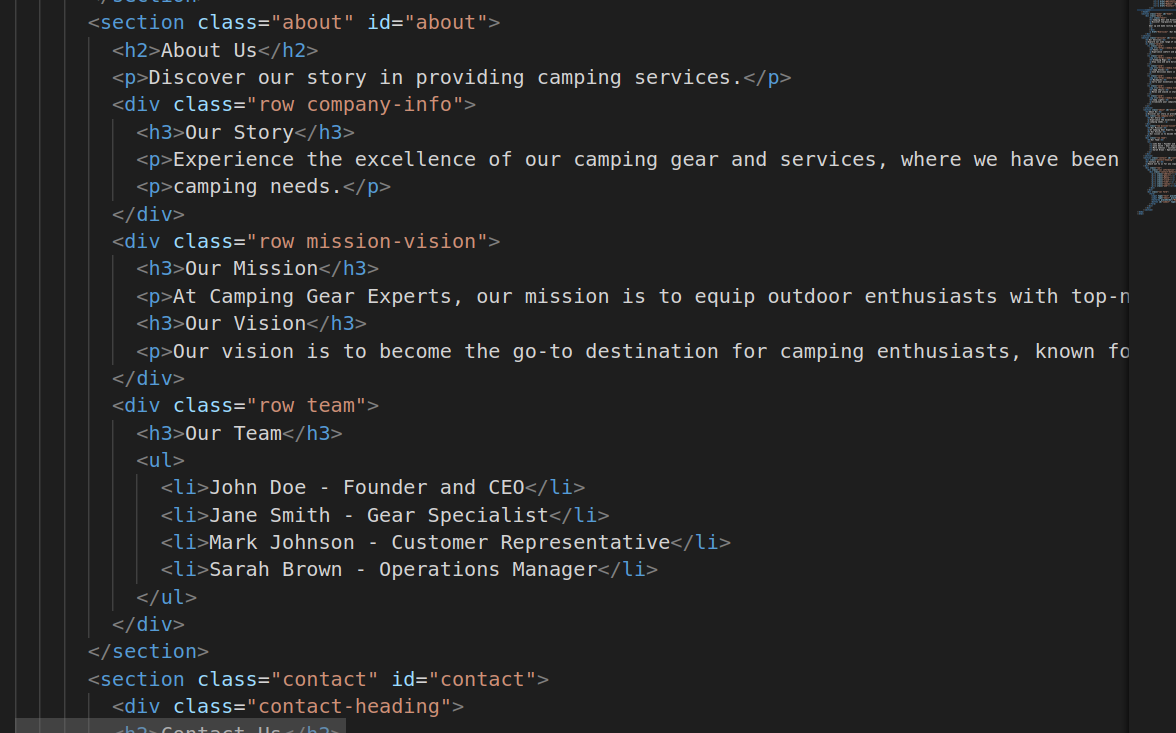 <section class="about" id="about">
<h2>About Us</h2>
<p>Discover our story in providing camping services.</p>
<div class="row company-info">
<h3>Our Story</h3>
<p>Experience the excellence of our camping gear and services, where we have been
<p>camping needs.</p>
</div>
<div class="row mission-vision">
<h3>Our Mission</h3>
<p>At Camping Gear Experts, our mission is to equip outdoor enthusiasts with top-n
<h3>Our Vision</h3>
<p>Our vision is to become the go-to destination for camping enthusiasts, known fo
</div>
<div class="row team">
<h3>Our Team</h3>
<ul>
<li>John Doe - Founder and CEO</li>
<li>Jane Smith - Gear Specialist</li>
<li>Mark Johnson - Customer Representative</li>
<li>Sarah Brown - Operations Manager</li>
</ul>
</div>
</section>
<section class="contact" id="contact">
<div class="contact-heading">
<h2>Contact Us</h2>